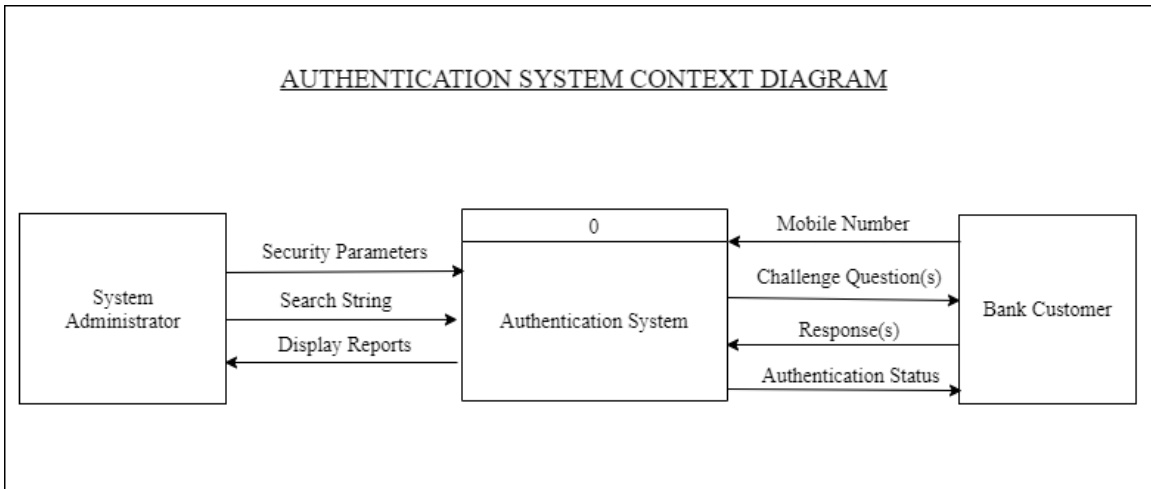 AUTHENTICATION SYSTEM CONTEXT DIAGRAM
System
Administrator
Security Parameters
Search String
Display Reports
0
Authentication System
Mobile Number
Challenge Question(s)
Response(s)
Authentication Status
Bank Customer